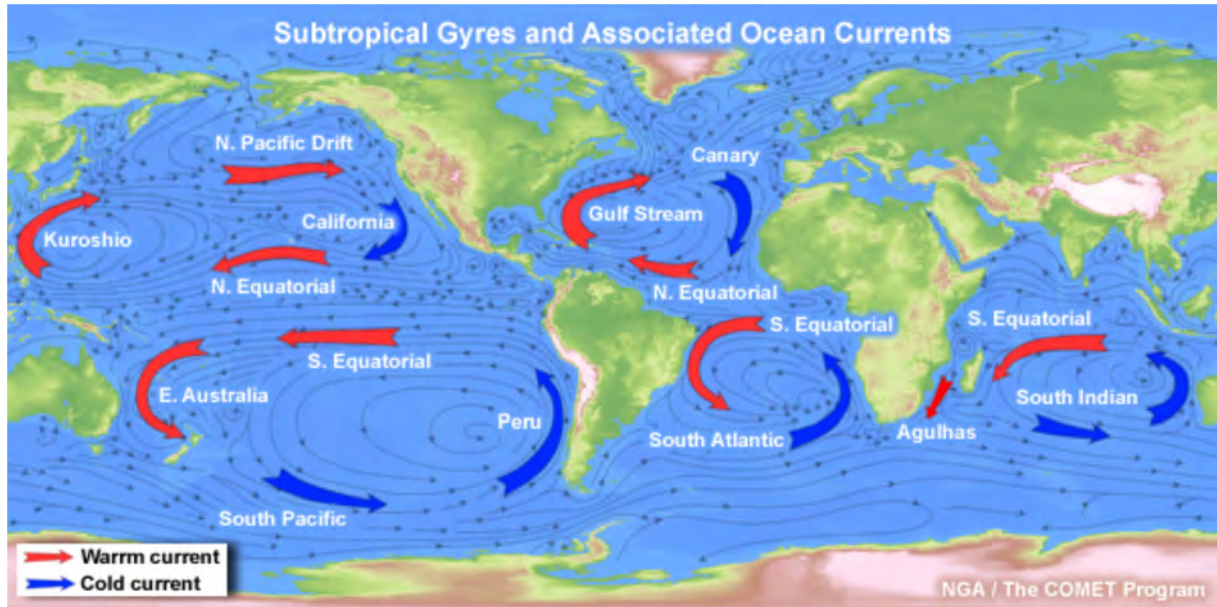 Subtropical Gyres and Associated Ocean Currents
N. Pacific Drift
Canary
Kuroshio
California
Gulf Stream
N. Equatorial
N. Equatorial
S. Equatorial
S. Equatorial
S. Equatorial
E. Australia
Peru
South Indian
South Atlantic
Agulhas
South Pacific
Warrm current
Cold current
NGA / The COMET Program